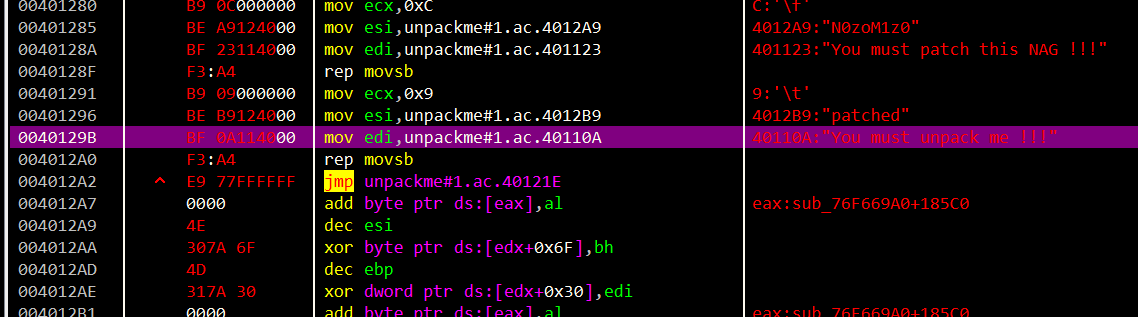 00401280 B9 0C000000 mov ecx,0xC C:'\f'
00401285 BE A9124000 mov esi,unpackme#1.ac.4012A9 4012A9:"N0zoM1z0"
0040128A BF 23114000 mov edi,unpackme#1.ac.401123 401123:"You must patch this NAG !!!"
0040128F F3:A4 rep movsb
00401291 B9 09000000 mov ecx,0x9 9:'\t'
00401296 BE B9124000 mov esi,unpackme#1.ac.4012B9 4012B9:"patched"
0040129B BF 0A114000 mov edi,unpackme#1.ac.40110A 40110A:"You must unpack me !!!"
004012A0 F3:A4 rep movsb
004012A2 ^ E9 77FFFFFF jmp unpackme#1.ac.40121E
004012A7 0000 add byte ptr ds:[eax],al eax:sub_76F669A0+185C0
004012A9 4E dec esi
004012AA 307A 6F xor byte ptr ds:[edx+0x6F],bh
004012AD 4D dec ebp
004012AE 317A 30 xor dword ptr ds:[edx+0x30],edi
004012B1 0000 add byte ptr ds:[eax],al eax:sub_76F669A0+185C0